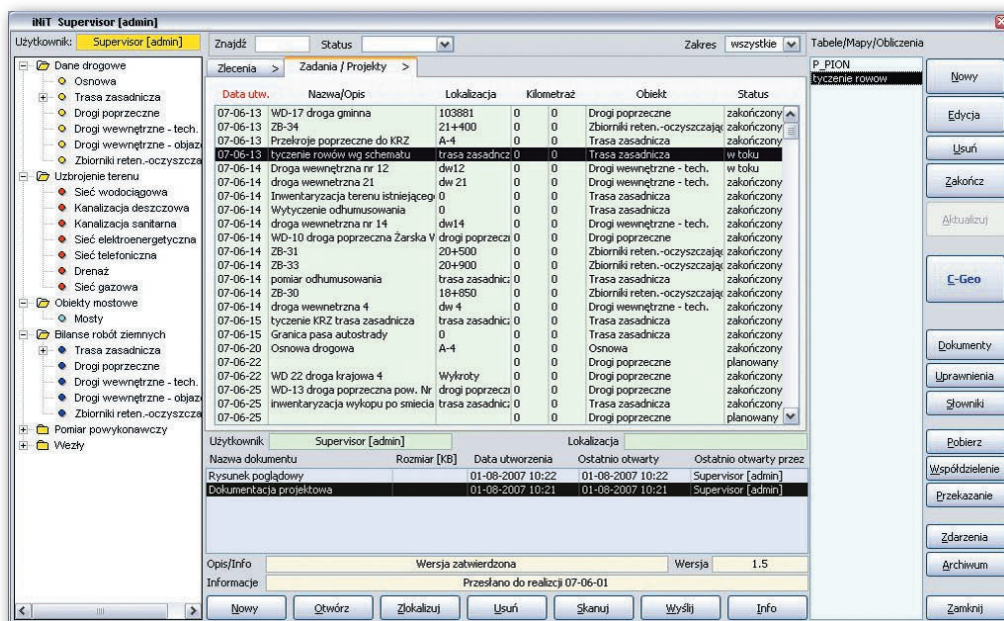 iNiT Supervisor [admin]
Użytkownik: Supervisor [admin]
Znajdź Status Zakres wszystkie Tabele/Mapy/Obliczenia
Dane drogowe
Osnowa
Trasa zasadnicza
Drogi poprzeczne
Drogi wewnętrzne - tech.
Drogi wewnętrzne - objaz
Zbiorniki reten.-oczyszcza
Uzbrojenie terenu
Sieć wodociągowa
Kanalizacja deszczowa
Kanalizacja sanitarna
Sieć elektroenergetyczna
Sieć telefoniczna
Drenaż
Sieć gazowa
Obiekty mostowe
Mosty
Bilanse robót ziemnych
Trasa zasadnicza
Drogi poprzeczne
Drogi wewnętrzne - tech.
Drogi wewnętrzne - objaz
Zbiorniki reten.-oczyszcza
Pomiar powykonawczy
Wezły
Zlecenia > Zadania / Projekty >
Data utw. Nazwa/Opis Lokalizacja Kilometraż Obiekt Status
07-06-13 WD-17 droga gminna 103881 0 0 Drogi poprzeczne zakończony
07-06-13 ZB-34 21+400 0 0 Zbiorniki reten.-oczyszczając zakończony
07-06-13 Przekroje poprzeczne do KRZ A-4 0 0 Trasa zasadnicza zakończony
07-06-13 tyczenie rowów wg schematu trasa zasadnicz 0 0 Trasa zasadnicza w toku
07-06-14 Droga wewnętrzna nr 12 dw12 0 0 Drogi wewnętrzne - tech. w toku
07-06-14 droga wewnetrzna 21 dw 21 0 0 Drogi wewnętrzne - tech. zakończony
07-06-14 Inwentaryzacja terenu istniejąceg 0 0 0 Trasa zasadnicza zakończony
07-06-14 Wytyczenie odhumusowania 0 0 0 Trasa zasadnicza zakończony
07-06-14 droga wewnetrzna nr 14 dw14 0 0 Drogi wewnętrzne - tech. zakończony
07-06-14 WD-10 droga poprzeczna Żarska W drogi poprzeczn 0 0 Drogi poprzeczne zakończony
07-06-14 ZB-31 20+500 0 0 Zbiorniki reten.-oczyszczając zakończony
07-06-14 ZB-33 20+900 0 0 Zbiorniki reten.-oczyszczając zakończony
07-06-14 pomiar odhumusowania trasa zasadnicz 0 0 Trasa zasadnicza zakończony
07-06-14 ZB-30 18+850 0 0 Zbiorniki reten.-oczyszczając zakończony
07-06-14 droga wewnetrzna 4 dw 4 0 0 Drogi wewnętrzne - tech. zakończony
07-06-15 tyczenie KRZ trasa zasadnicza trasa zasadnicz 0 0 Trasa zasadnicza zakończony
07-06-15 Granica pasa autostrady 0 0 0 Trasa zasadnicza zakończony
07-06-20 Osnowa drogowa A-4 0 0 Osnowa zakończony
07-06-22 0 0 Drogi poprzeczne planowany
07-06-22 WD 22 droga krajowa 4 Wykroty 0 0 Drogi poprzeczne zakończony
07-06-25 WD-13 droga poprzeczna pow. Nr drogi poprzeczn 0 0 Drogi poprzeczne zakończony
07-06-25 inwentaryzacja wykopu po smiecia trasa zasadnicz 0 0 Trasa zasadnicza zakończony
07-06-25 0 0 Drogi poprzeczne planowany
Użytkownik Supervisor [admin] Lokalizacja
Nazwa dokumentu Rozmiar [KB] Data utworzenia Ostatnio otwarty Ostatnio otwarty przez
Rysunek poglądowy 01-08-2007 10:22 01-08-2007 10:22 Supervisor [admin]
Dokumentacja projektowa 01-08-2007 10:21 01-08-2007 10:21 Supervisor [admin]
Opis/Info Wersja zatwierdzona Wersja 1.5
Informacje Przesłano do realizcji 07-06-01
Nowy Otwórz Zlokalizuj Usuń Skanuj Wyślij Info
P_PION
tyczenie rowow
Nowy
Edycja
Usuń
Zakończ
Aktualizuj
C-Geo
Dokumenty
Uprawnienia
Słowniki
Pobierz
Współdzielenie
Przekazanie
Zdarzenia
Archiwum
Zamknij